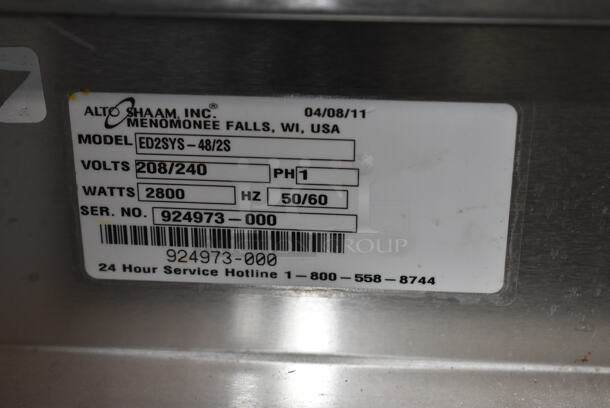 ALTO SHAAM, INC.® 04/08/11
MENOMONEE FALLS, WI, USA
MODEL ED2SYS-48/2S
VOLTS 208/240 PH 1
WATTS 2800 HZ 50/60
SER. NO. 924973-000
GROUP
924973-000
24 Hour Service Hotline 1-800-558-8744